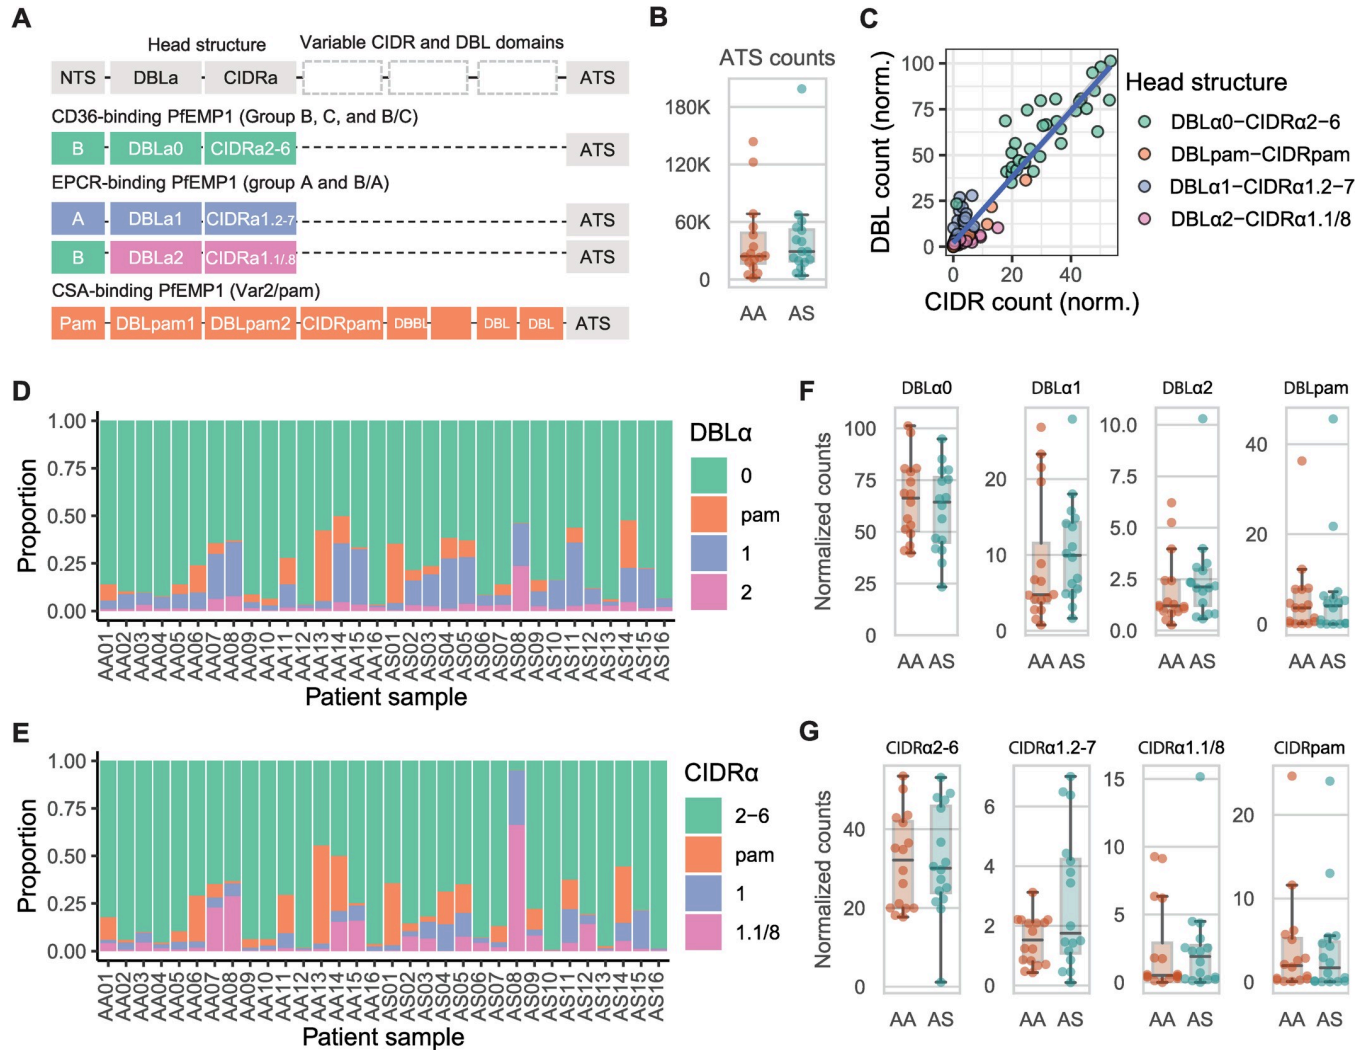 A
Head structure
Variable CIDR and DBL domains
NTS DBLa CIDRa ATS
CD36-binding PfEMP1 (Group B, C, and B/C)
B DBLa0 CIDRa2-6 ATS
EPCR-binding PfEMP1 (group A and B/A)
A DBLa1 CIDRa1.2-7 ATS
B DBLa2 CIDRa1.1/.8 ATS
CSA-binding PfEMP1 (Var2/pam)
Pam DBLpam1 DBLpam2 CIDRpam DBBL DBL DBL ATS
B
ATS counts
180K
120K
60K
0
AA AS
C
DBL count (norm.)
100
75
50
25
0
0 20 40
CIDR count (norm.)
Head structure
DBLα0−CIDRα2−6
DBLpam−CIDRpam
DBLα1−CIDRα1.2−7
DBLα2−CIDRα1.1/8
D
Proportion
1.00
0.75
0.50
0.25
0.00
AA01 AA02 AA03 AA04 AA05 AA06 AA07 AA08 AA09 AA10 AA11 AA12 AA13 AA14 AA15 AA16 AS01 AS02 AS03 AS04 AS05 AS06 AS07 AS08 AS09 AS10 AS11 AS12 AS13 AS14 AS15 AS16
Patient sample
DBLα
0
pam
1
2
E
Proportion
1.00
0.75
0.50
0.25
0.00
AA01 AA02 AA03 AA04 AA05 AA06 AA07 AA08 AA09 AA10 AA11 AA12 AA13 AA14 AA15 AA16 AS01 AS02 AS03 AS04 AS05 AS06 AS07 AS08 AS09 AS10 AS11 AS12 AS13 AS14 AS15 AS16
Patient sample
CIDRα
2−6
pam
1
1.1/8
F
Normalized counts
DBLα0
100
75
50
25
0
AA AS
DBLα1
20
10
0
AA AS
DBLα2
10.0
7.5
5.0
2.5
0.0
AA AS
DBLpam
40
20
0
AA AS
G
Normalized counts
CIDRα2-6
40
20
0
AA AS
CIDRα1.2-7
6
4
2
0
AA AS
CIDRα1.1/8
15
10
5
0
AA AS
CIDRpam
20
10
0
AA AS